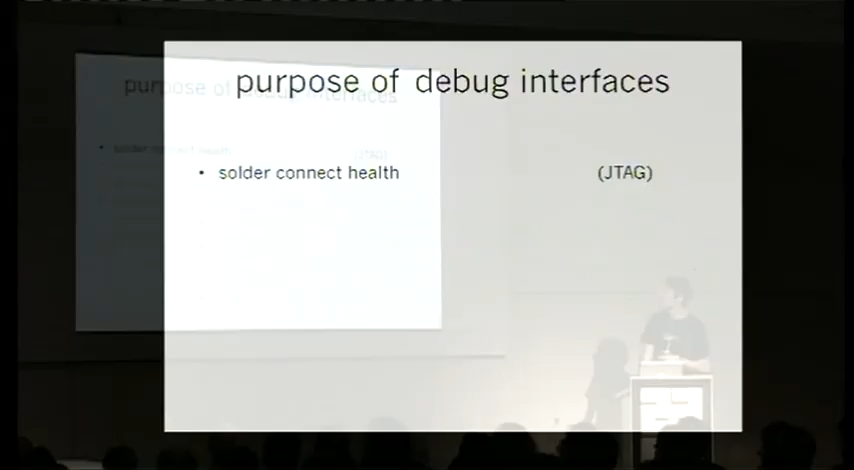 purpose of debug interfaces
• solder connect health (JTAG)